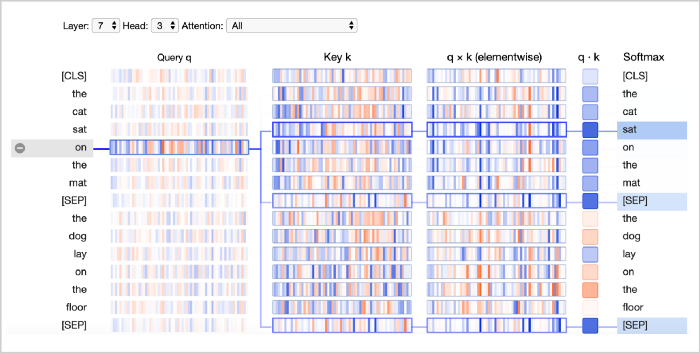 Layer: 7 Head: 3 Attention: All
Query q Key k q × k (elementwise) q · k Softmax
[CLS] [CLS]
the the
cat cat
sat sat
on on
the the
mat mat
[SEP] [SEP]
the the
dog dog
lay lay
on on
the the
floor floor
[SEP] [SEP]